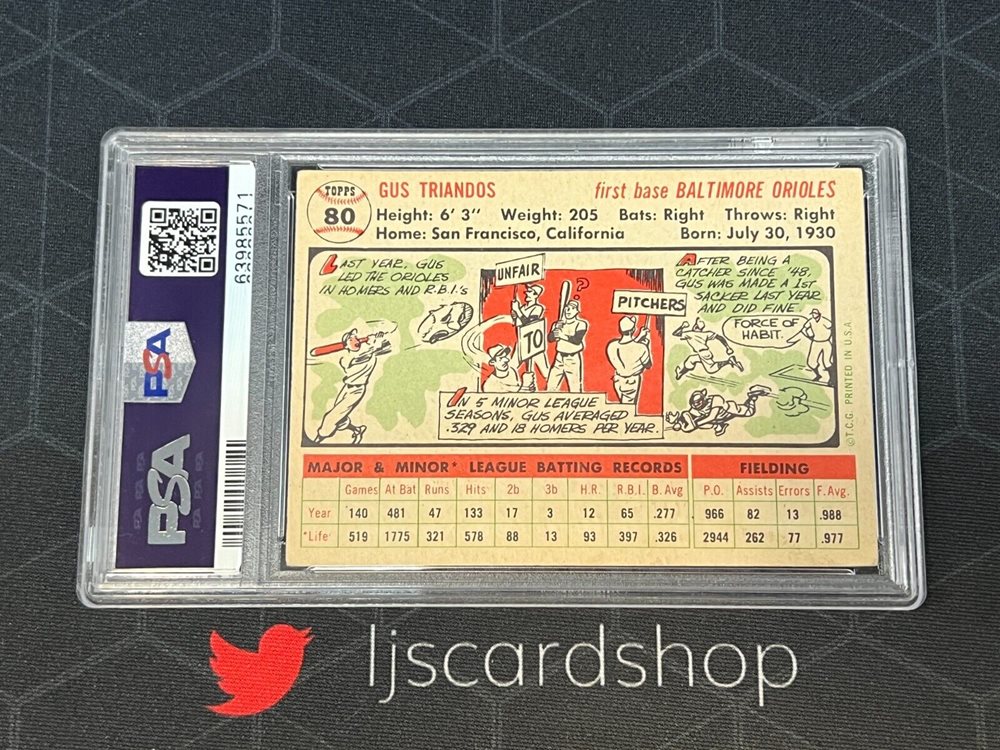 63985571
PSA
PSA
TOPPS
80
GUS TRIANDOS first base BALTIMORE ORIOLES
Height: 6' 3" Weight: 205 Bats: Right Throws: Right
Home: San Francisco, California Born: July 30, 1930
LAST YEAR, GUS
LED THE ORIOLES
IN HOMERS AND R.B.I.'s
UNFAIR
TO
PITCHERS
?
IN 5 MINOR LEAGUE
SEASONS, GUS AVERAGED
.329 AND 18 HOMERS PER YEAR.
AFTER BEING A
CATCHER SINCE '48,
GUS WAS MADE A 1ST
SACKER LAST YEAR
AND DID FINE.
FORCE OF
HABIT.
©T.C.G. PRINTED IN U.S.A
MAJOR & MINOR* LEAGUE BATTING RECORDS FIELDING
Games At Bat Runs Hits 2b 3b H.R. R.B.I. B. Avg P.O. Assists Errors F. Avg.
Year 140 481 47 133 17 3 12 65 .277 966 82 13 .988
*Life 519 1775 321 578 88 13 93 397 .326 2944 262 77 .977
ljscardshop